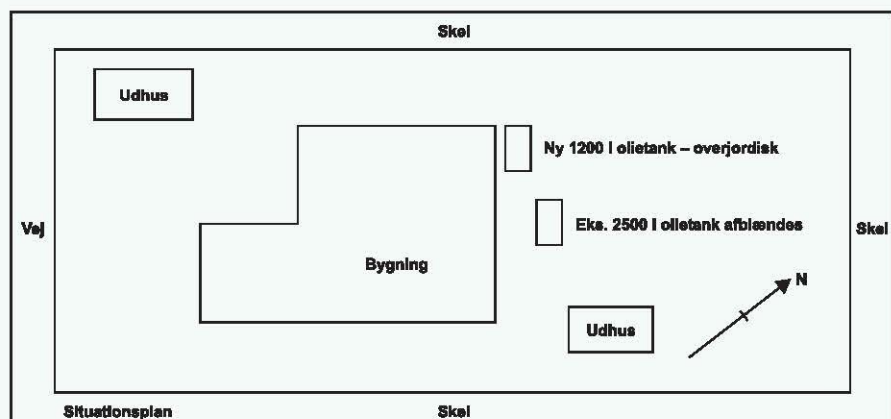 Skel
Udhus
Ny 1200 l olietank – overjordisk
Vej
Eks. 2500 l olietank afblændes
Skel
Bygning
N
Udhus
Situationsplan
Skel